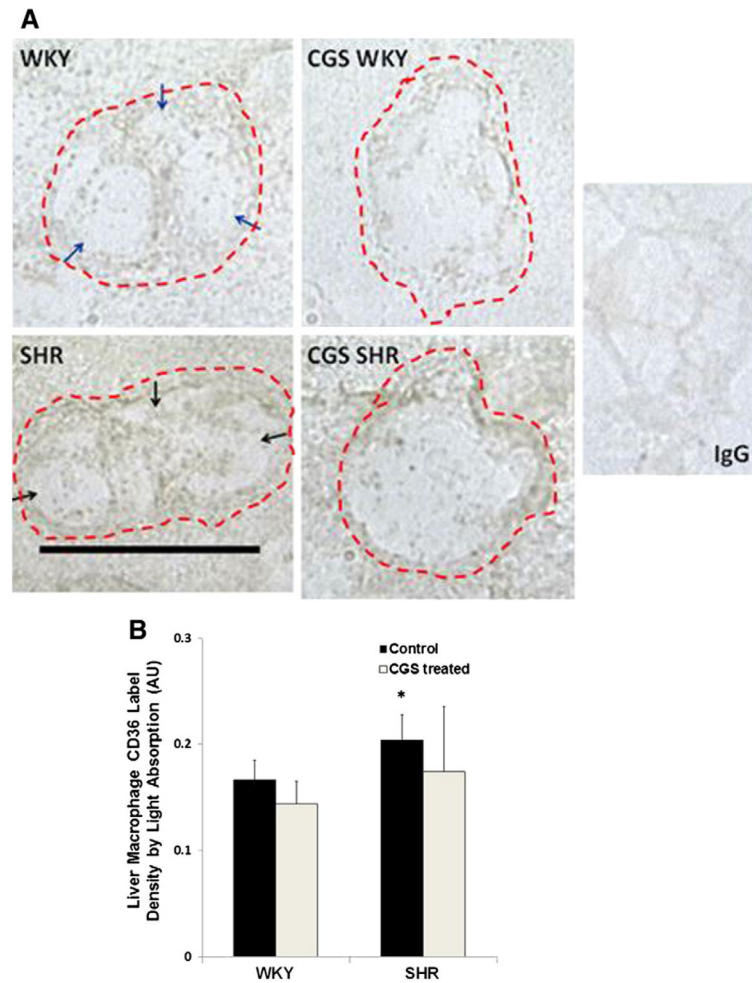 A
WKY
CGS WKY
SHR
CGS SHR
IgG
B
Liver Macrophage CD36 Label
Density by Light Absorption (AU)
0.3
0.2
0.1
0
Control
CGS treated
*
WKY
SHR